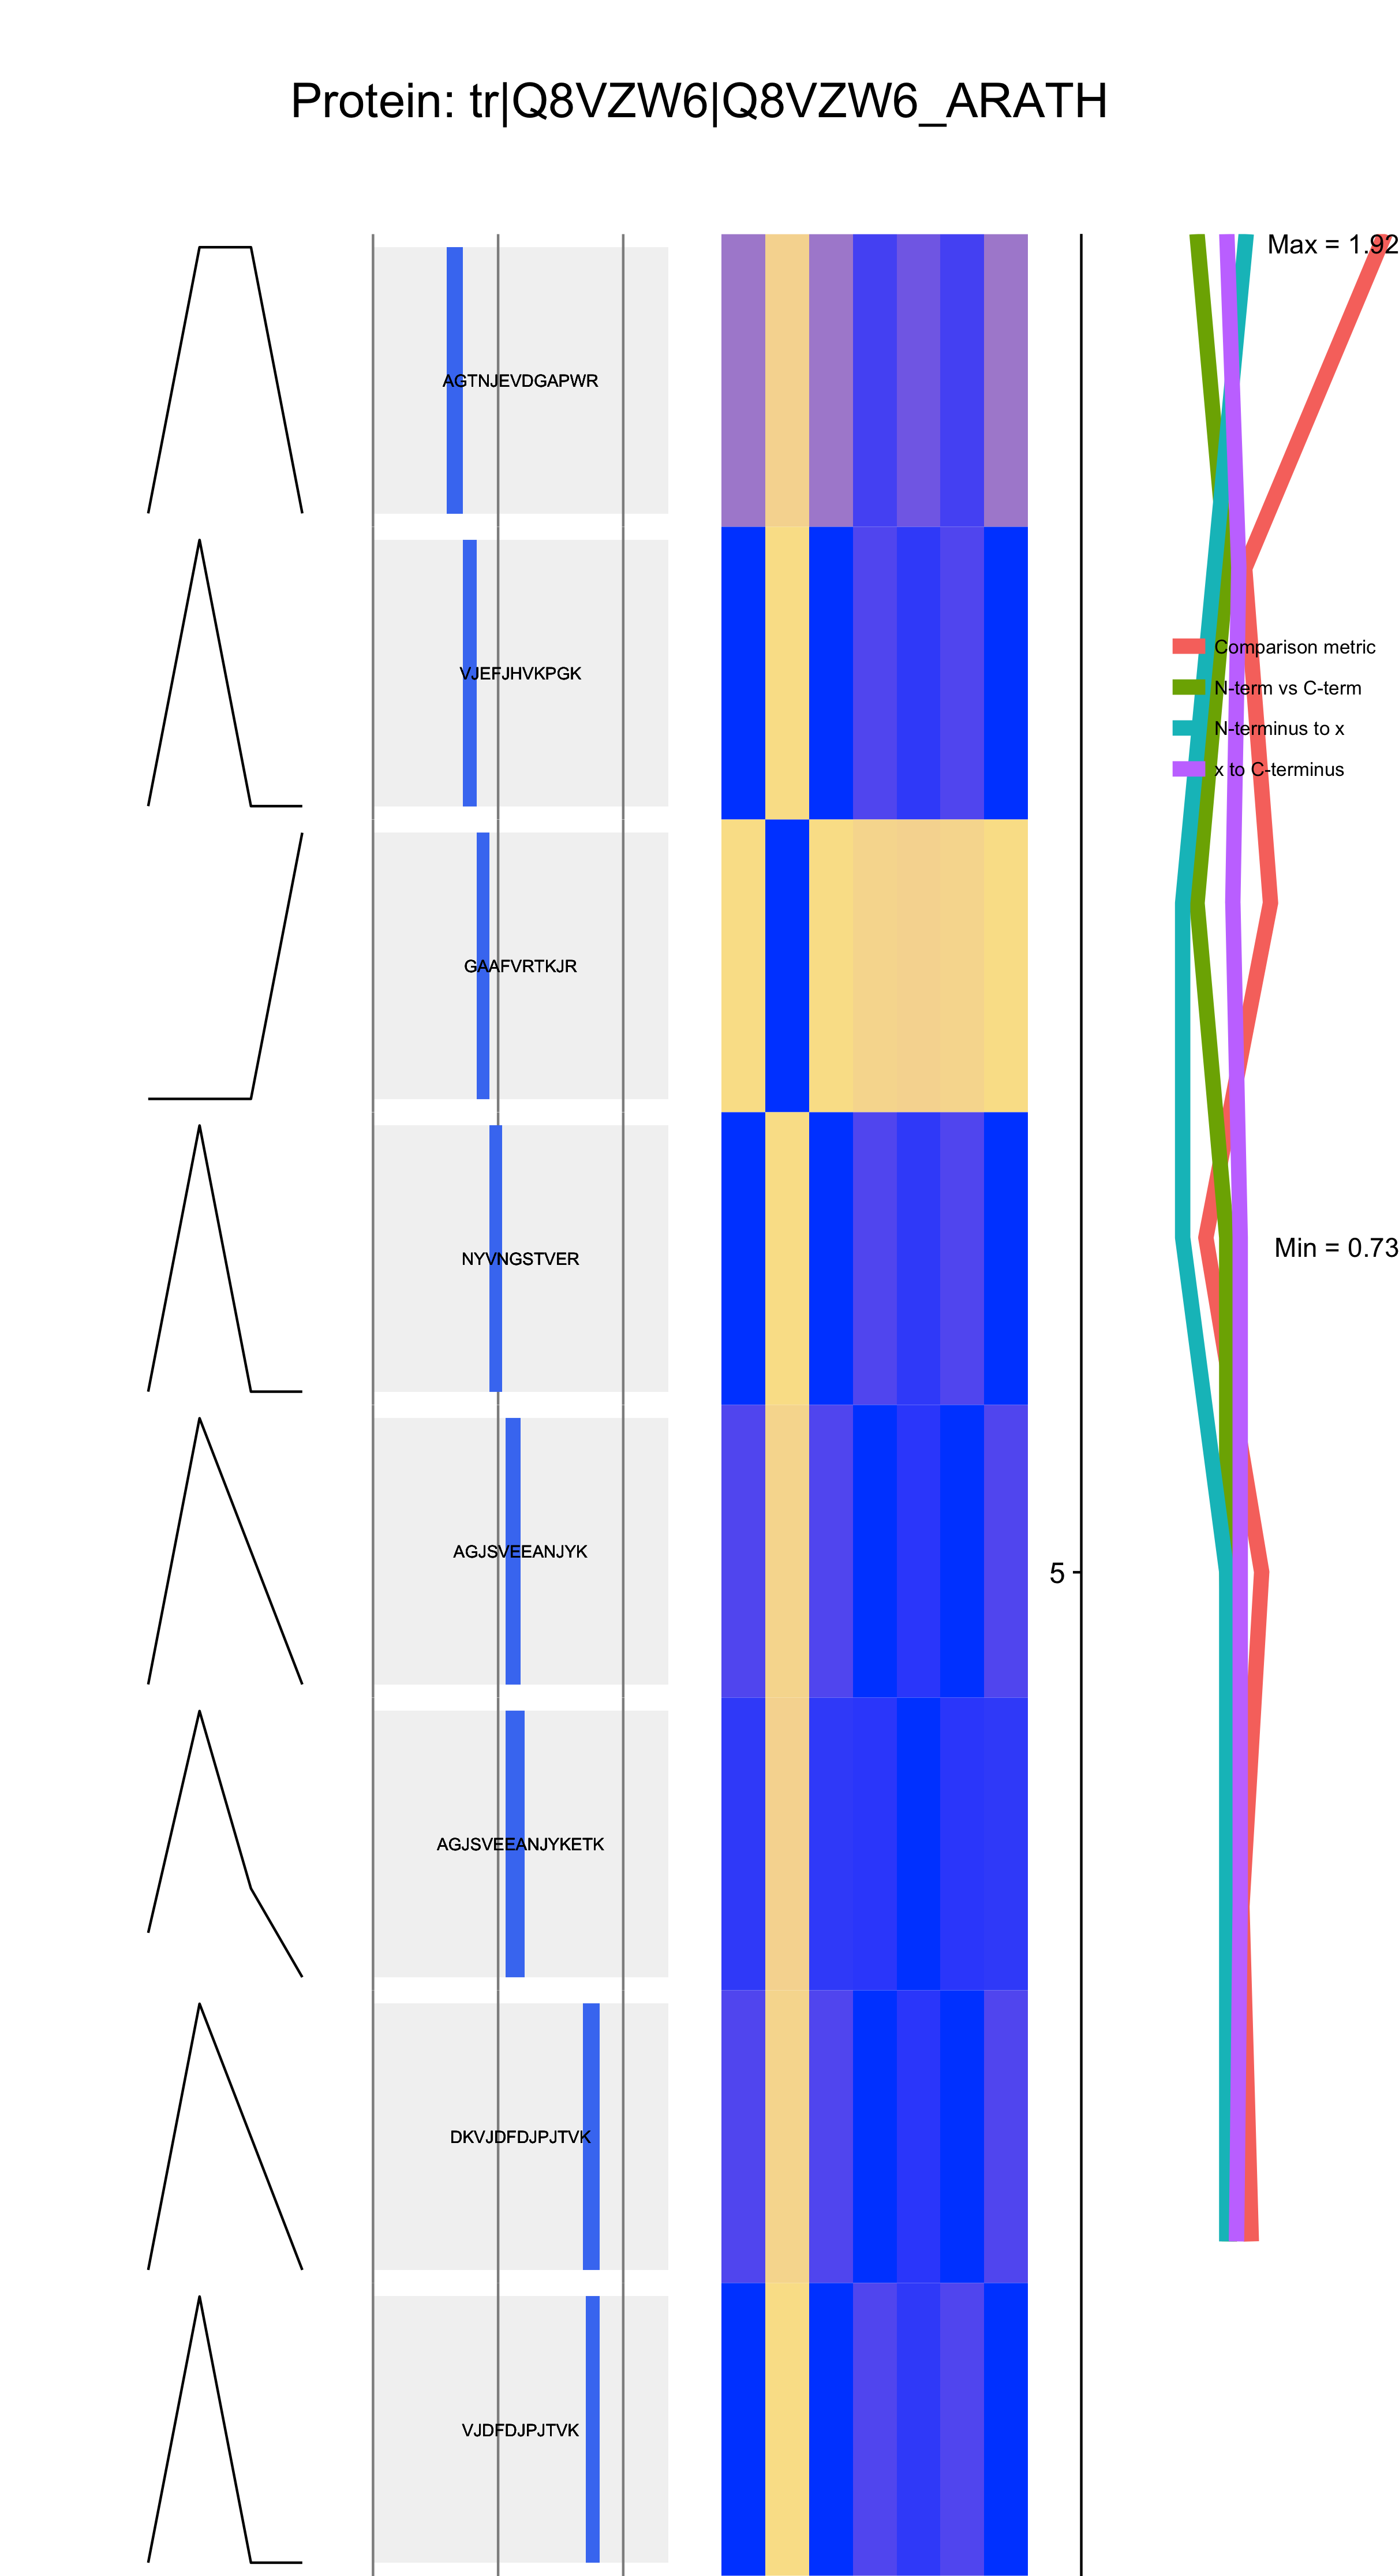 Protein: tr|Q8VZW6|Q8VZW6_ARATH
Max = 1.92
AGTNJEVDGAPWR
Comparison metric
VJEFJHVKPGK
N-term vs C-term
N-terminus to x
x to C-terminus
GAAFVRTKJR
Min = 0.73
NYVNGSTVER
AGJSVEEANJYK
5
AGJSVEEANJYKETK
DKVJDFDJPJTVK
VJDFDJPJTVK